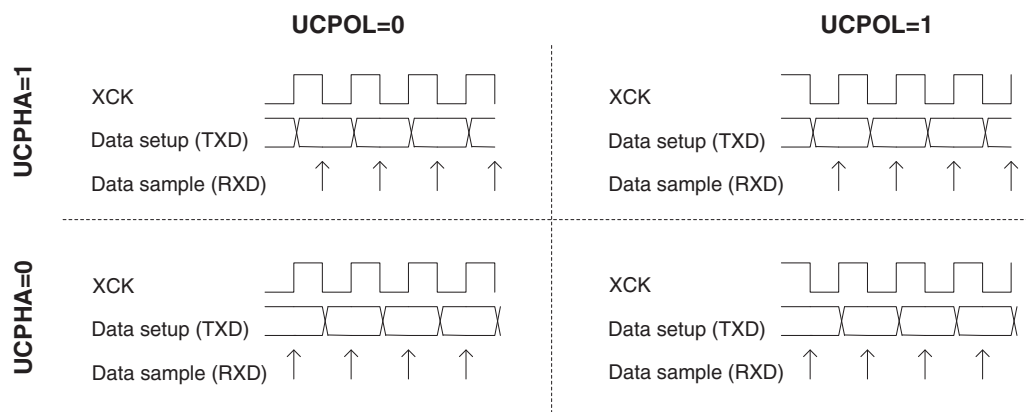 UCPOL=0
UCPOL=1
UCPHA=1
XCK
Data setup (TXD)
Data sample (RXD)
XCK
Data setup (TXD)
Data sample (RXD)
UCPHA=0
XCK
Data setup (TXD)
Data sample (RXD)
XCK
Data setup (TXD)
Data sample (RXD)